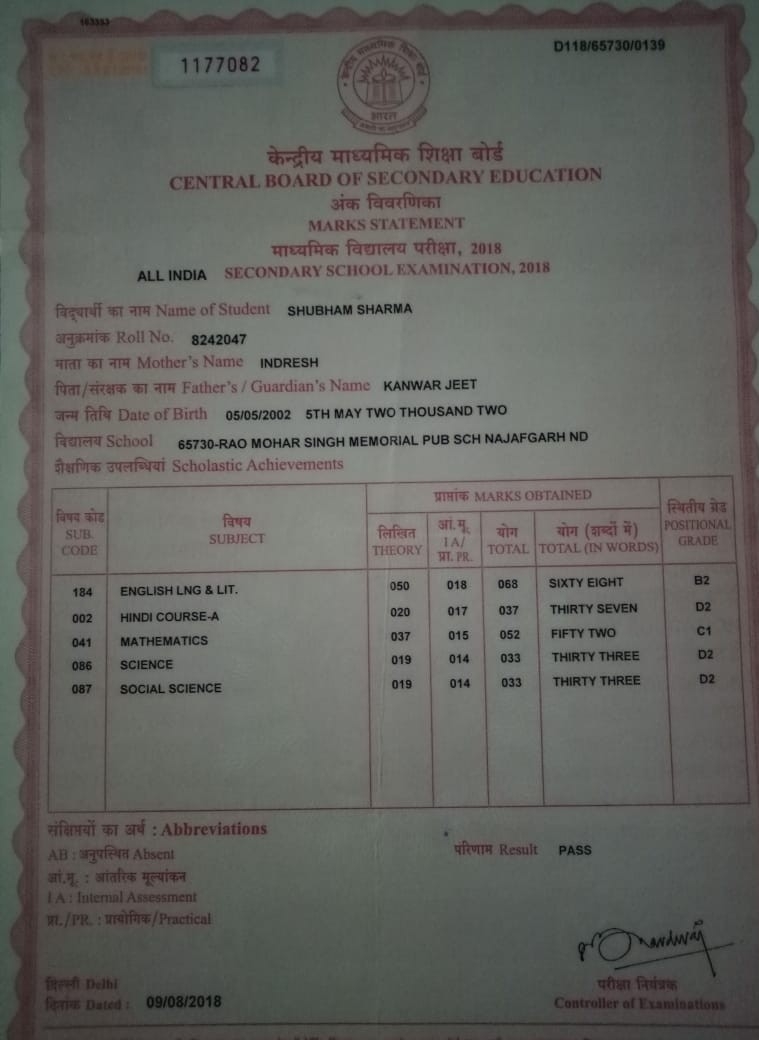 163353
1177082
D118/65730/0139
भारत
केन्द्रीय माध्यमिक शिक्षा बोर्ड
CENTRAL BOARD OF SECONDARY EDUCATION
अंक विवरणिका
MARKS STATEMENT
माध्यमिक विद्यालय परीक्षा, 2018
ALL INDIA SECONDARY SCHOOL EXAMINATION, 2018
विद्यार्थी का नाम Name of Student SHUBHAM SHARMA
अनुक्रमांक Roll No. 8242047
माता का नाम Mother's Name INDRESH
पिता/संरक्षक का नाम Father's / Guardian's Name KANWAR JEET
जन्म तिथि Date of Birth 05/05/2002 5TH MAY TWO THOUSAND TWO
विद्यालय School 65730-RAO MOHAR SINGH MEMORIAL PUB SCH NAJAFGARH ND
शैक्षणिक उपलब्धियां Scholastic Achievements
विषय कोड SUB. CODE
विषय SUBJECT
प्राप्तांक MARKS OBTAINED
लिखित THEORY
आं.मू. I A/ प्रा. PR.
योग TOTAL
योग (शब्दों में) TOTAL (IN WORDS)
स्थितीय ग्रेड POSITIONAL GRADE
184 ENGLISH LNG & LIT. 050 018 068 SIXTY EIGHT B2
002 HINDI COURSE-A 020 017 037 THIRTY SEVEN D2
041 MATHEMATICS 037 015 052 FIFTY TWO C1
086 SCIENCE 019 014 033 THIRTY THREE D2
087 SOCIAL SCIENCE 019 014 033 THIRTY THREE D2
संक्षिप्तियों का अर्थ : Abbreviations
AB : अनुपस्थित Absent
परिणाम Result PASS
आं.मू. : आंतरिक मूल्यांकन
I A : Internal Assessment
प्रा./PR. : प्रायोगिक/Practical
दिल्ली Delhi
दिनांक Dated : 09/08/2018
परीक्षा नियंत्रक
Controller of Examinations